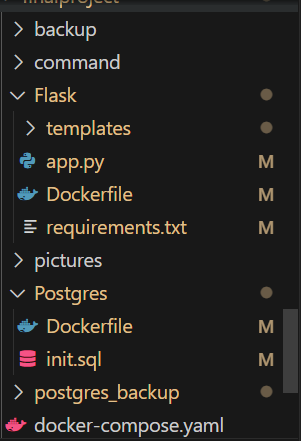 finalproject
backup
command
Flask
templates
app.py M
Dockerfile M
requirements.txt M
pictures
Postgres
Dockerfile M
init.sql M
postgres_backup
docker-compose.yaml